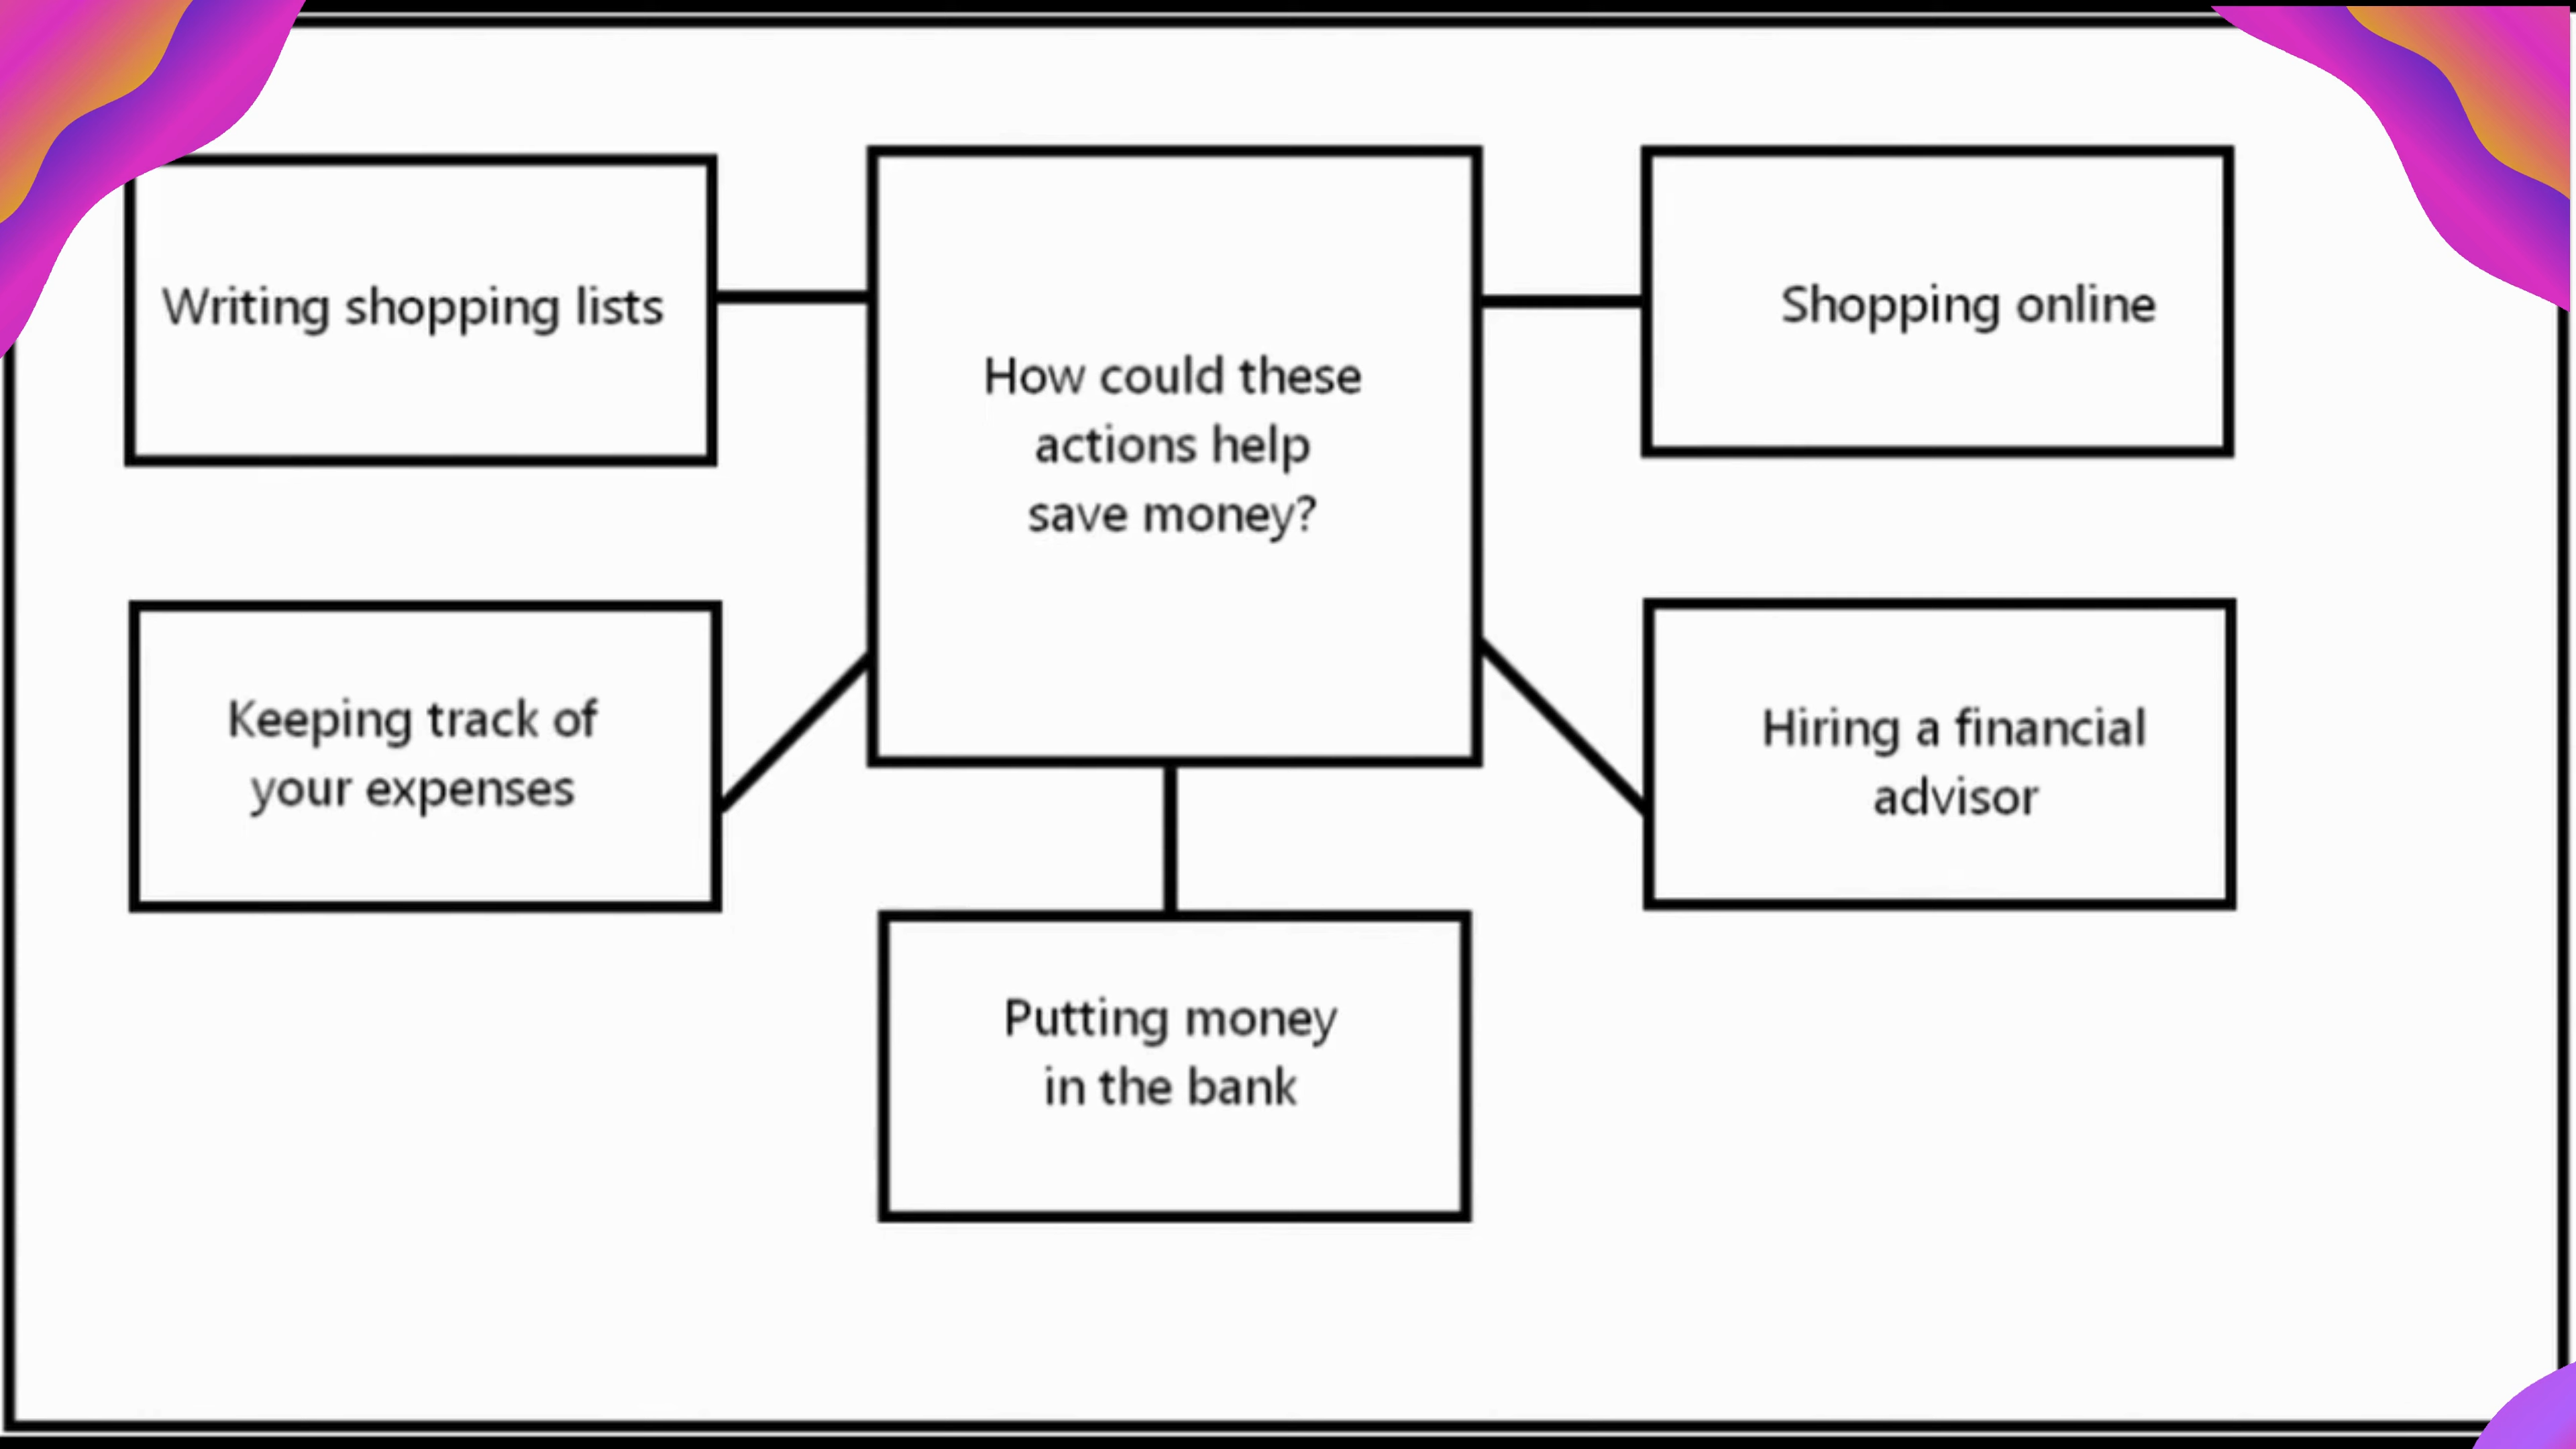 Writing shopping lists
How could these
actions help
save money?
Shopping online
Keeping track of
your expenses
Hiring a financial
advisor
Putting money
in the bank